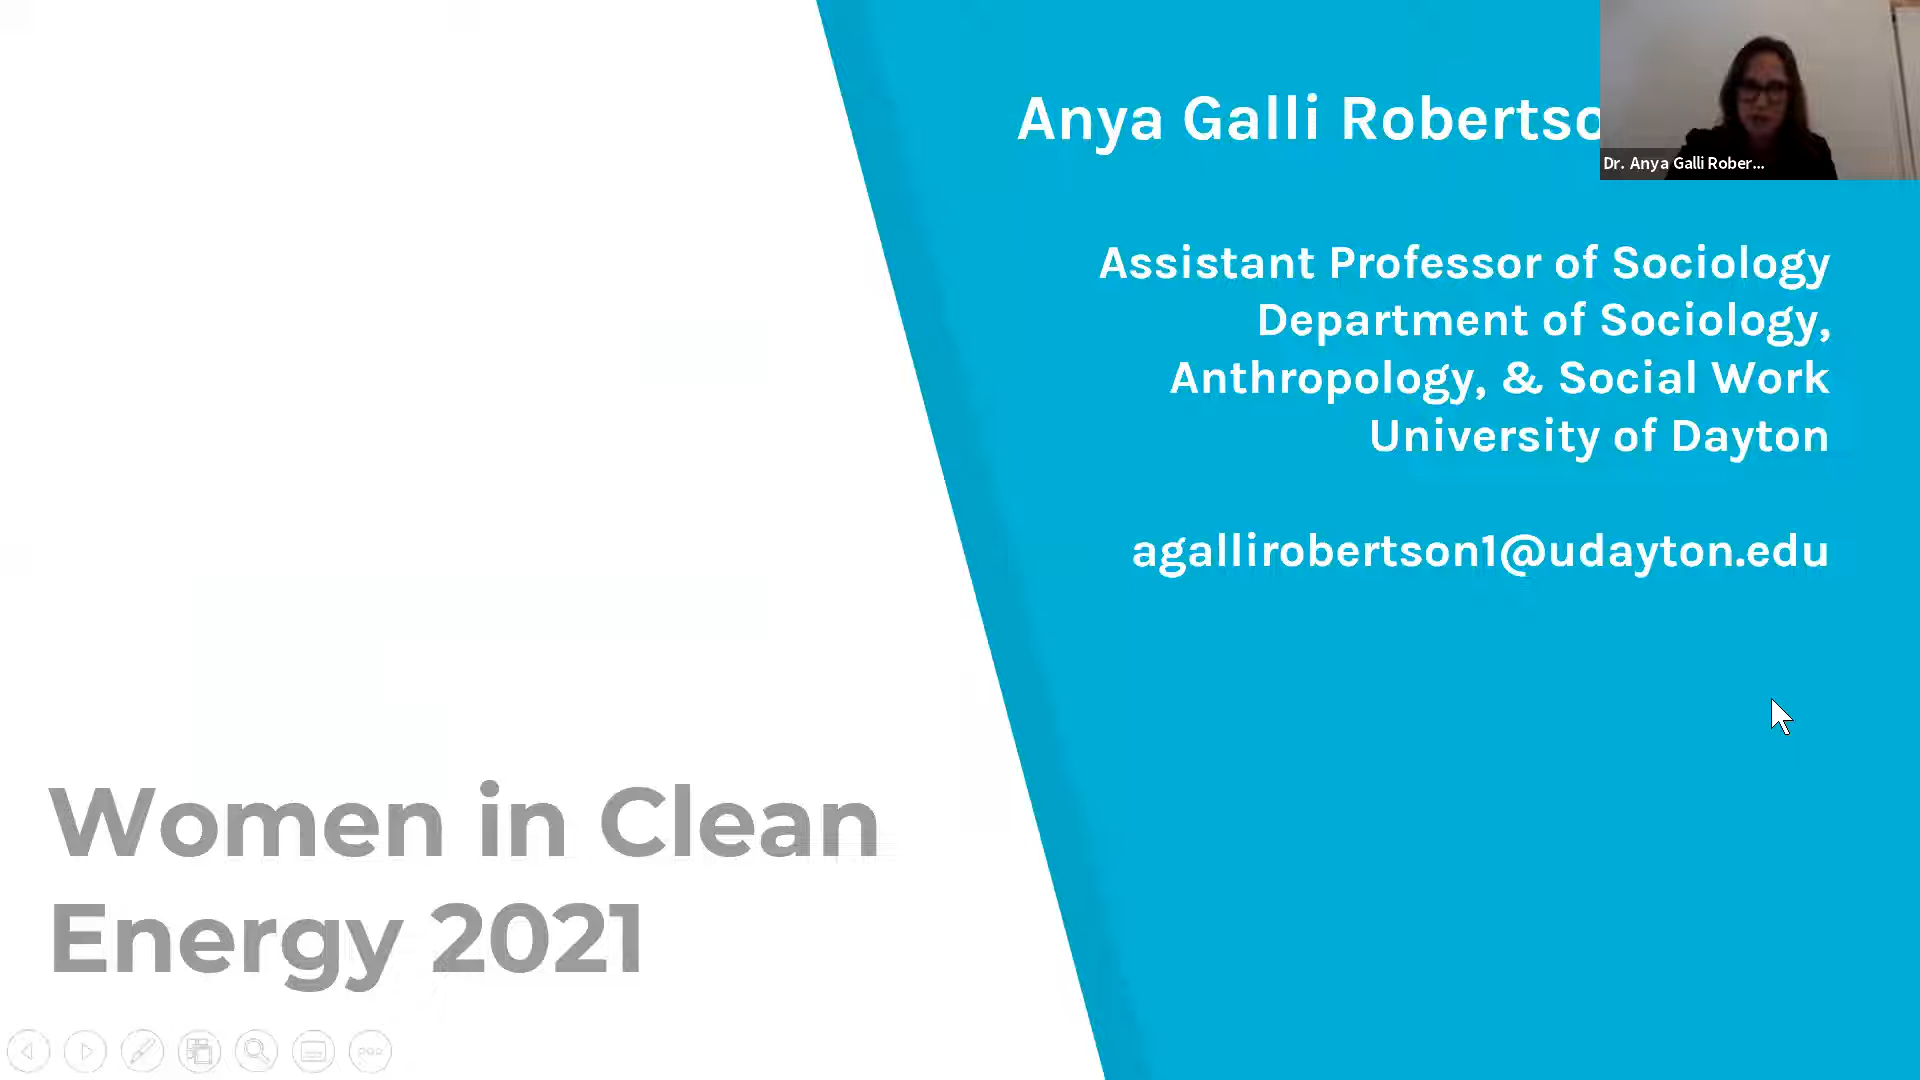 Anya Galli Robertso
Dr. Anya Galli Rober...
Assistant Professor of Sociology
Department of Sociology,
Anthropology, & Social Work
University of Dayton
agallirobertson1@udayton.edu
Women in Clean
Energy 2021